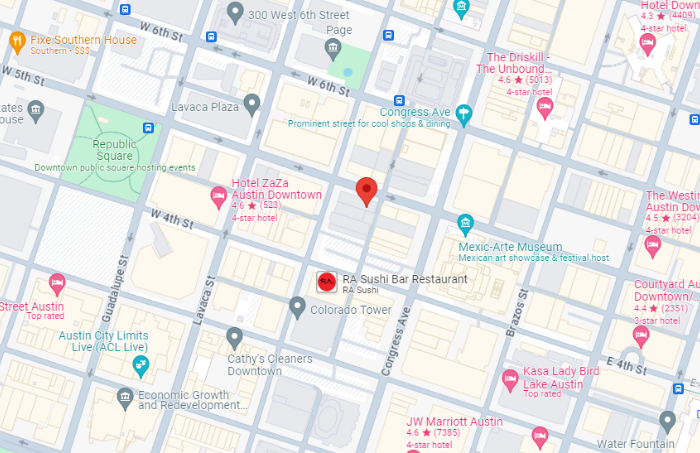 300 West 6th Street
Hotel Down
4.3 ★ (4409)
4-star hotel
W 6th St
Page
Fixe Southern House
Southern • $$$
W 5th St
W 6th St
The Driskill -
The Unbound...
4.6 ★ (5013)
4-star hotel
Lavaca Plaza
Congress Ave
Prominent street for cool shops & dining
ates
ouse
Republic
Square
Downtown public square hosting events
Hotel ZaZa
Austin Downtown
4.6 ★ (523)
4-star hotel
The Westin
Austin Dow
4.5 ★ (3204)
4-star hotel
W 4th St
Mexic-Arte Museum
Mexican art showcase & festival host
Guadalupe St
Lavaca St
RA Sushi Bar Restaurant
RA Sushi
Street Austin
Top rated
Colorado Tower
Congress Ave
Brazos St
Courtyard Au
Downtown/
4.4 ★ (2351)
3-star hotel
Austin City Limits
Live (ACL Live)
Cathy's Cleaners
Downtown
E 4th St
E
Kasa Lady Bird
Lake Austin
Top rated
Economic Growth
and Redevelopment...
JW Marriott Austin
4.6 ★ (7385)
4-star hotel
Water Fountain